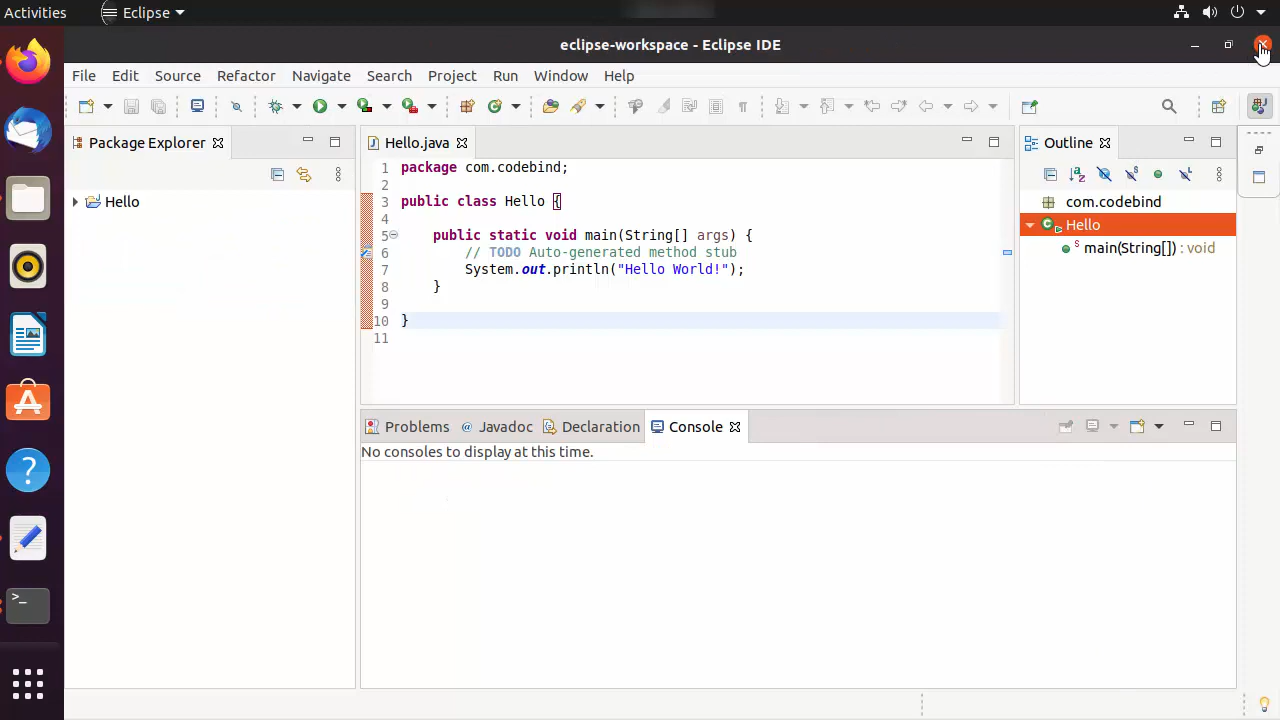 Activities Eclipse
eclipse-workspace - Eclipse IDE
File Edit Source Refactor Navigate Search Project Run Window Help
Package Explorer
Hello
Hello.java
1 package com.codebind;
2
3 public class Hello {
4
5 public static void main(String[] args) {
6 // TODO Auto-generated method stub
7 System.out.println("Hello World!");
8 }
9
10 }
11
Outline
com.codebind
Hello
main(String[]) : void
Problems @ Javadoc Declaration Console
No consoles to display at this time.